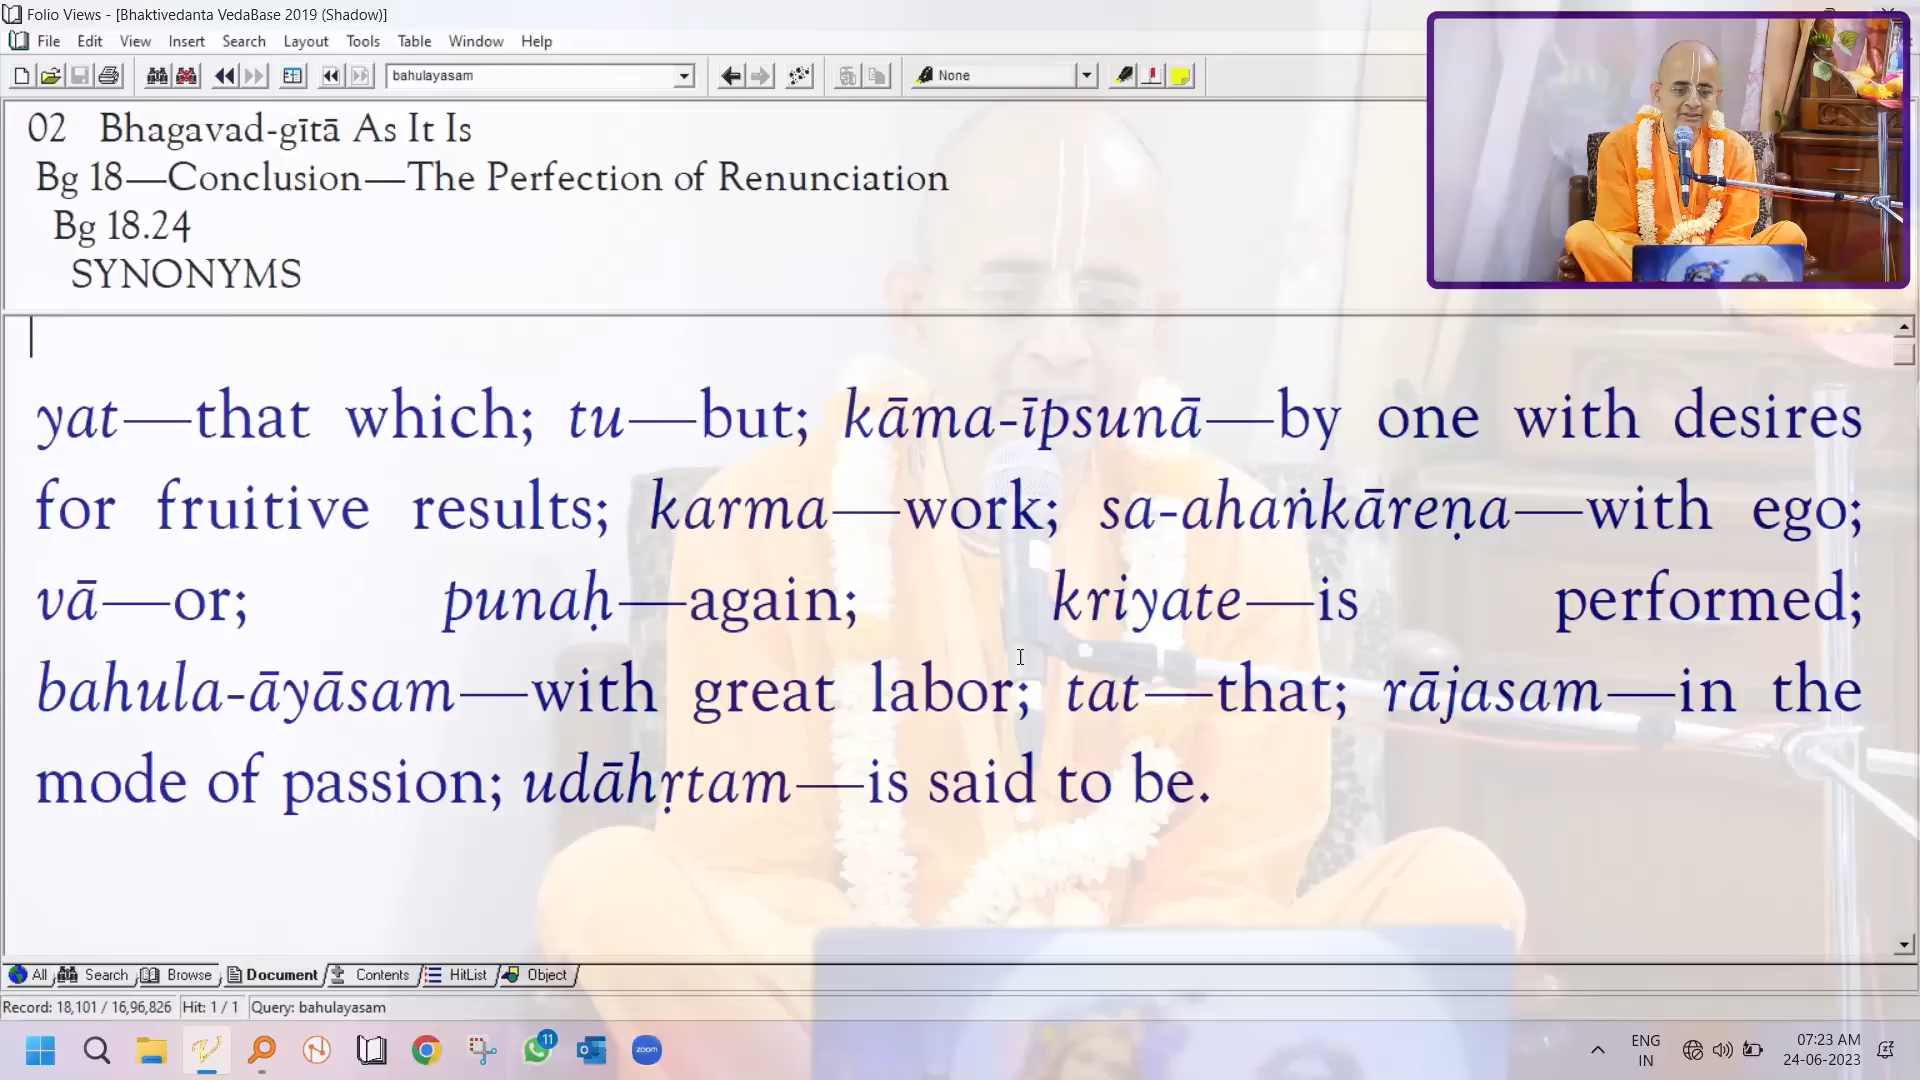 Folio Views - [Bhaktivedanta VedaBase 2019 (Shadow)]
File Edit View Insert Search Layout Tools Table Window Help
bahulayasam None
02 Bhagavad-gītā As It Is
Bg 18—Conclusion—The Perfection of Renunciation
Bg 18.24
SYNONYMS
yat—that which; tu—but; kāma-īpsunā—by one with desires
for fruitive results; karma—work; sa-ahaṅkāreṇa—with ego;
vā—or; punaḥ—again; kriyate—is performed;
bahula-āyāsam—with great labor; tat—that; rājasam—in the
mode of passion; udāhṛtam—is said to be.
All Search Browse Document Contents HitList Object
Record: 18,101 / 16,96,826 Hit: 1 / 1 Query: bahulayasam
11
zoom
ENG
IN
07:23 AM
24-06-2023